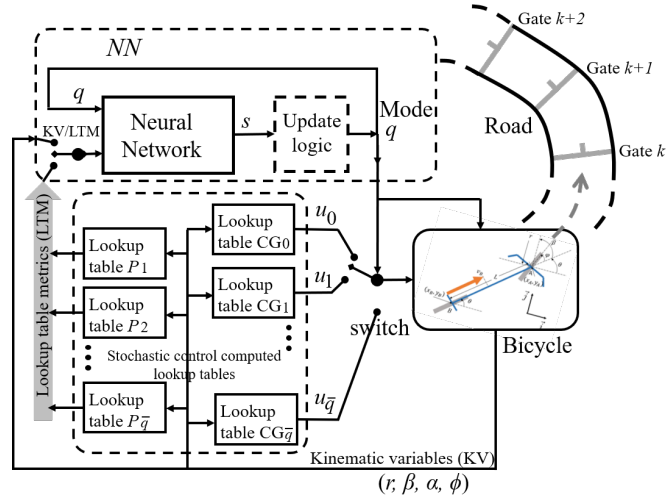 NN
Gate k+2
Gate k+1
Gate k
Road
q
KV/LTM
Neural
Network
s
Update
logic
Mode
q
Lookup table metrics (LTM)
Lookup
table P1
Lookup
table P2
Lookup
table Pq̅
Lookup
table CG0
Lookup
table CG1
Lookup
table CGq̅
Stochastic control computed
lookup tables
u0
u1
uq̅
switch
Bicycle
Kinematic variables (KV)
(r, β, α, ϕ)